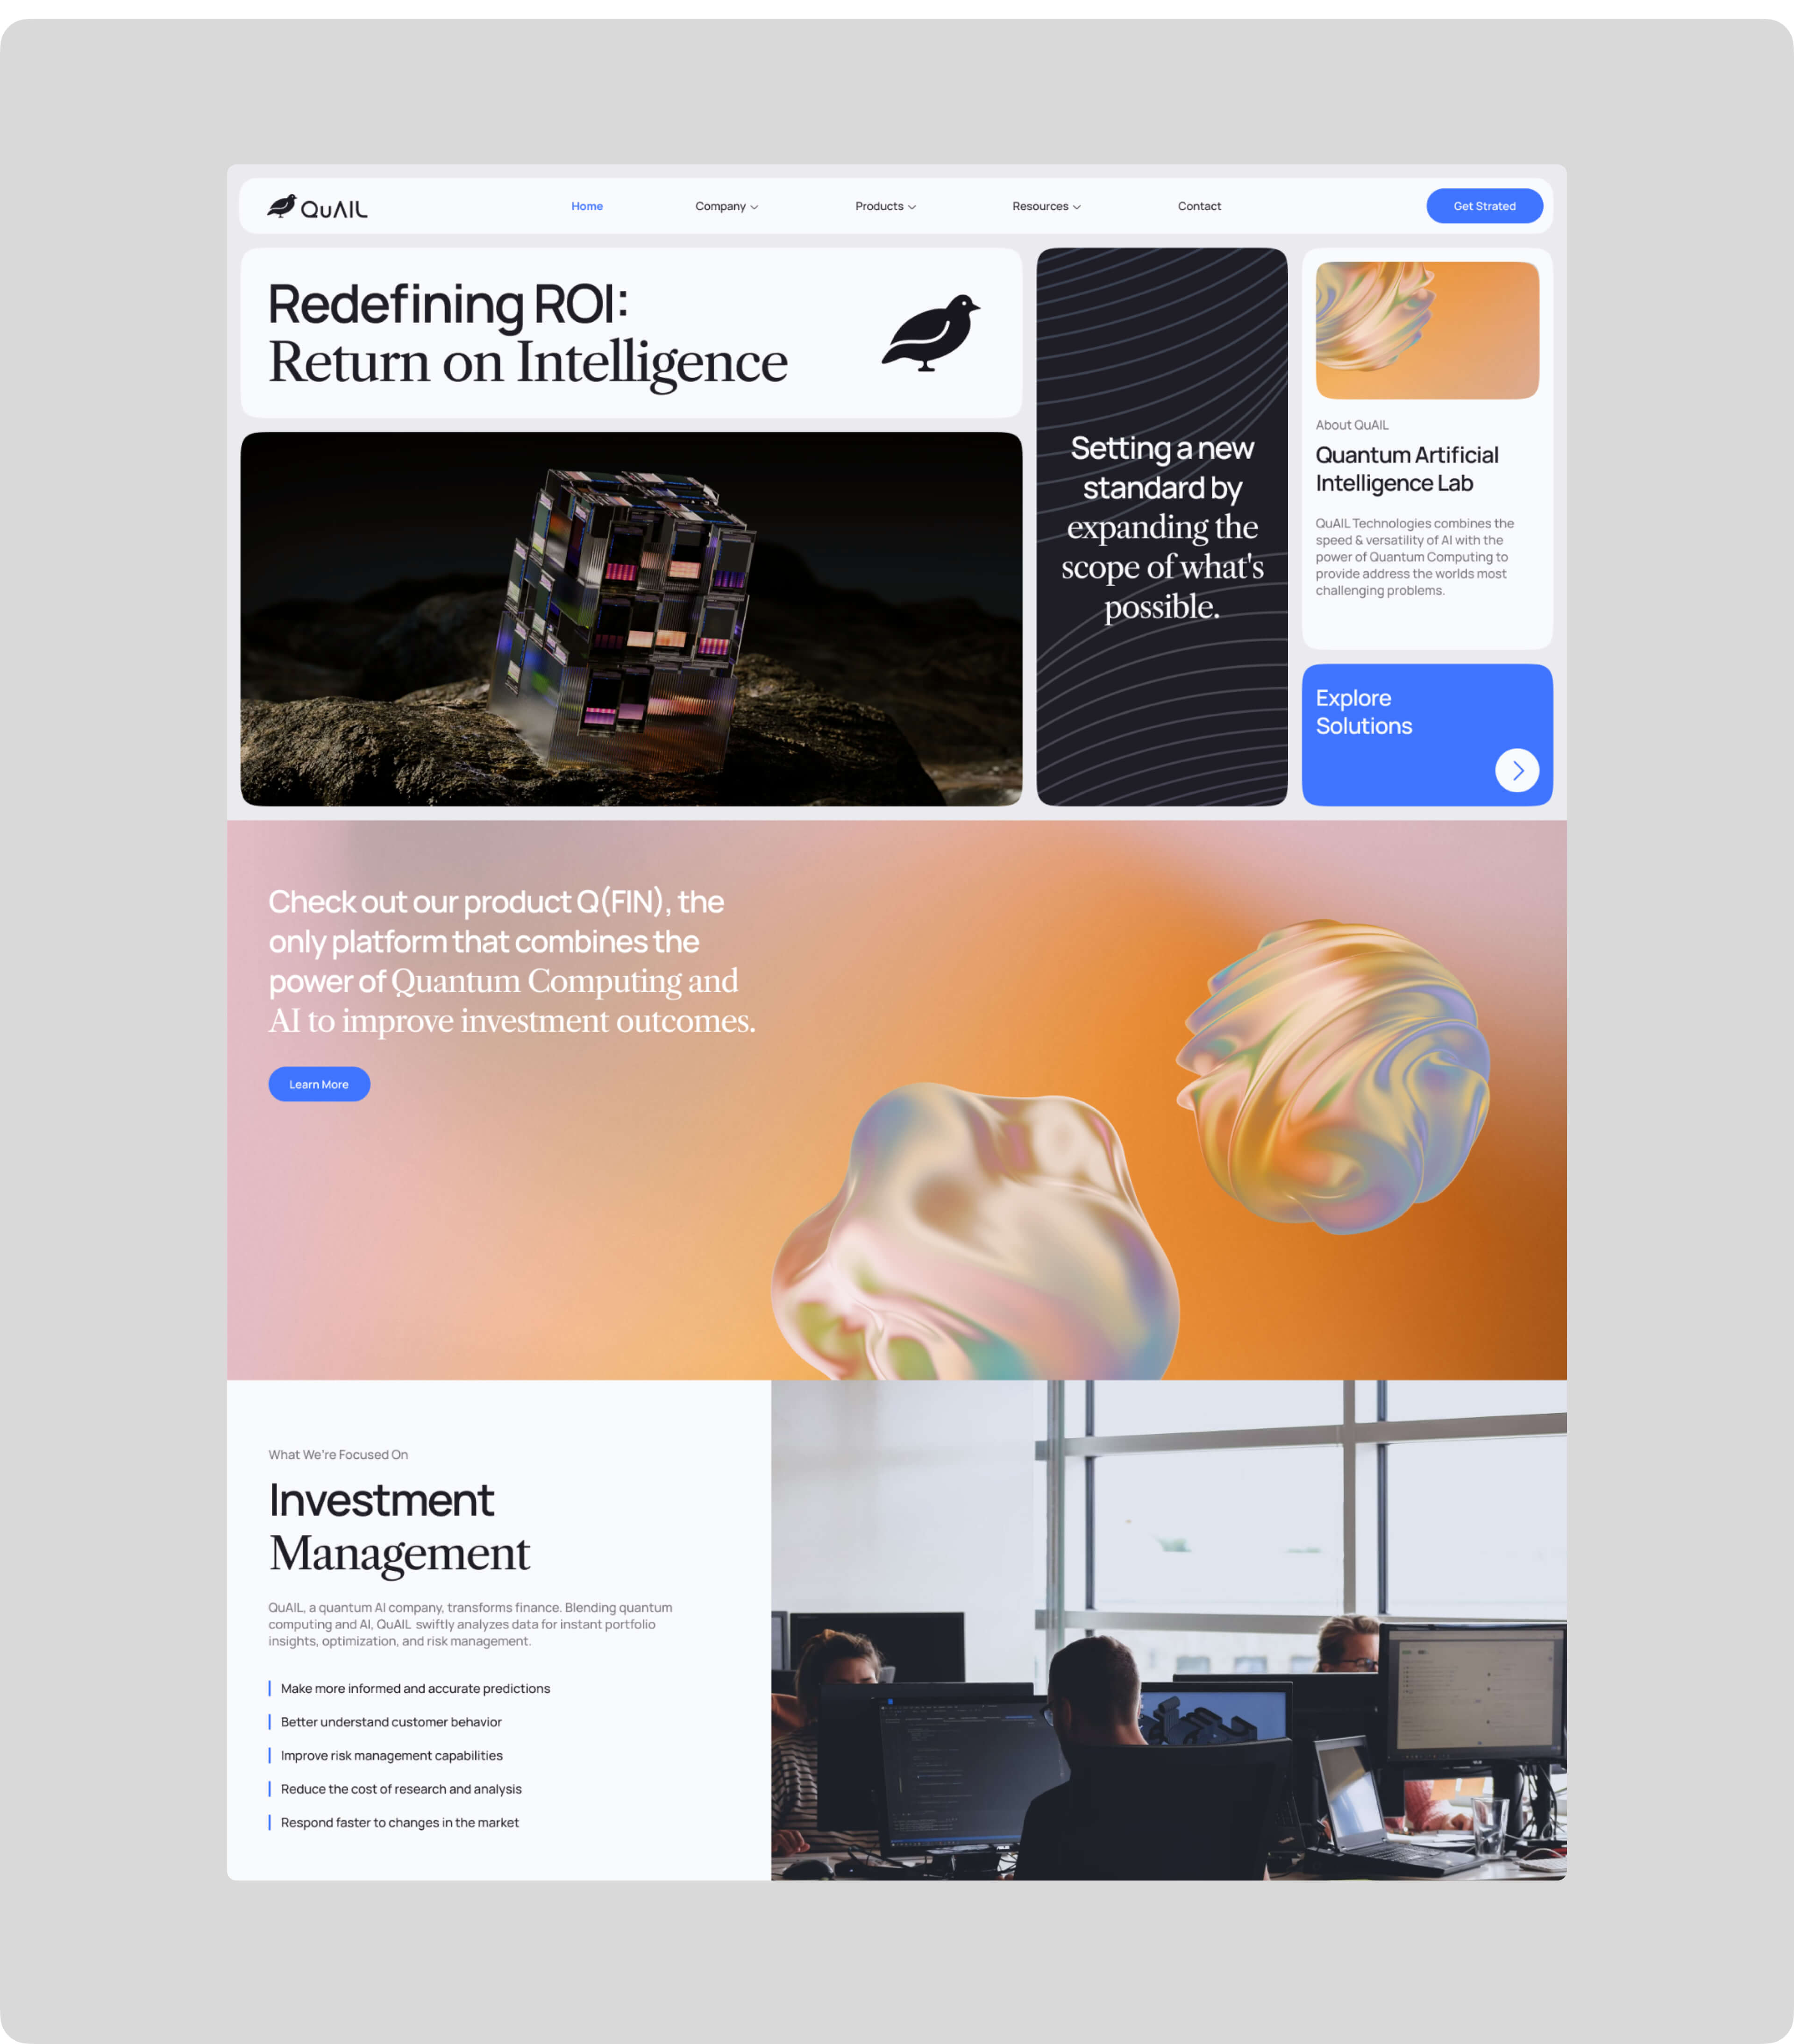 QuAIL
Home
Company
Products
Resources
Contact
Get Strated
Redefining ROI:
Return on Intelligence
Setting a new
standard by
expanding the
scope of what's
possible.
About QuAIL
Quantum Artificial
Intelligence Lab
QuAIL Technologies combines the
speed & versatility of AI with the
power of Quantum Computing to
provide address the worlds most
challenging problems.
Explore
Solutions
Check out our product Q(FIN), the
only platform that combines the
power of Quantum Computing and
AI to improve investment outcomes.
Learn More
What We're Focused On
Investment
Management
QuAIL, a quantum AI company, transforms finance. Blending quantum
computing and AI, QuAIL swiftly analyzes data for instant portfolio
insights, optimization, and risk management.
Make more informed and accurate predictions
Better understand customer behavior
Improve risk management capabilities
Reduce the cost of research and analysis
Respond faster to changes in the market